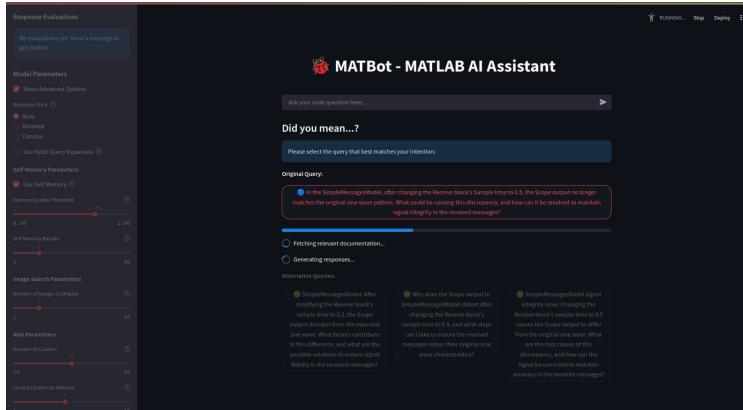 Response Evaluations
No evaluations yet. Send a message to
get started.
Model Parameters
Show Advanced Options
Response Style
Auto
Detailed
Concise
Use HyDE Query Expansion
Self Memory Parameters
Use Self Memory
Memory Quality Threshold
0.50 1.00
Self Memory Results
1 10
Image Search Parameters
Number of Images to Display
1 10
RAG Parameters
Number of Clusters
10 50
Closest Clusters to Retrieve
RUNNING... Stop Deploy
MATBot - MATLAB AI Assistant
Ask your code question here...
Did you mean...?
Please select the query that best matches your intention:
Original Query:
In the SimpleMessagesModel, after changing the Receive block's Sample time to 0.5, the Scope output no longer
matches the original sine wave pattern. What could be causing this discrepancy, and how can it be resolved to maintain
signal integrity in the received messages?
Fetching relevant documentation...
Generating responses...
Alternative Queries:
SimpleMessagesModel: After
modifying the Receive block's
sample time to 0.5, the Scope
output deviates from the expected
sine wave. What factors contribute
to this difference, and what are the
possible solutions to restore signal
fidelity in the received messages?
Why does the Scope output in
SimpleMessagesModel distort after
changing the Receive block's
sample time to 0.5, and what steps
can I take to ensure the received
messages retain their original sine
wave characteristics?
SimpleMessagesModel signal
integrity issue: Changing the
Receive block's sample time to 0.5
causes the Scope output to differ
from the original sine wave. What
are the root causes of this
discrepancy, and how can the
signal be corrected to maintain
accuracy in the received messages?